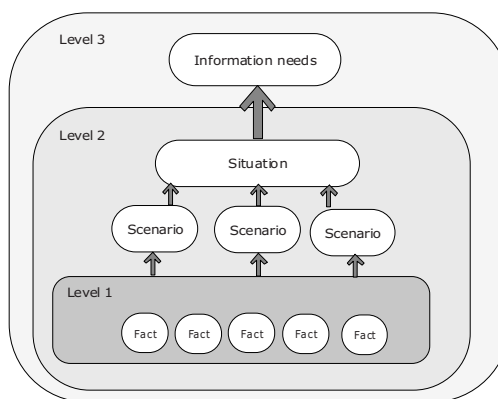 Level 3
Information needs
Level 2
Situation
Scenario
Scenario
Scenario
Level 1
Fact
Fact
Fact
Fact
Fact